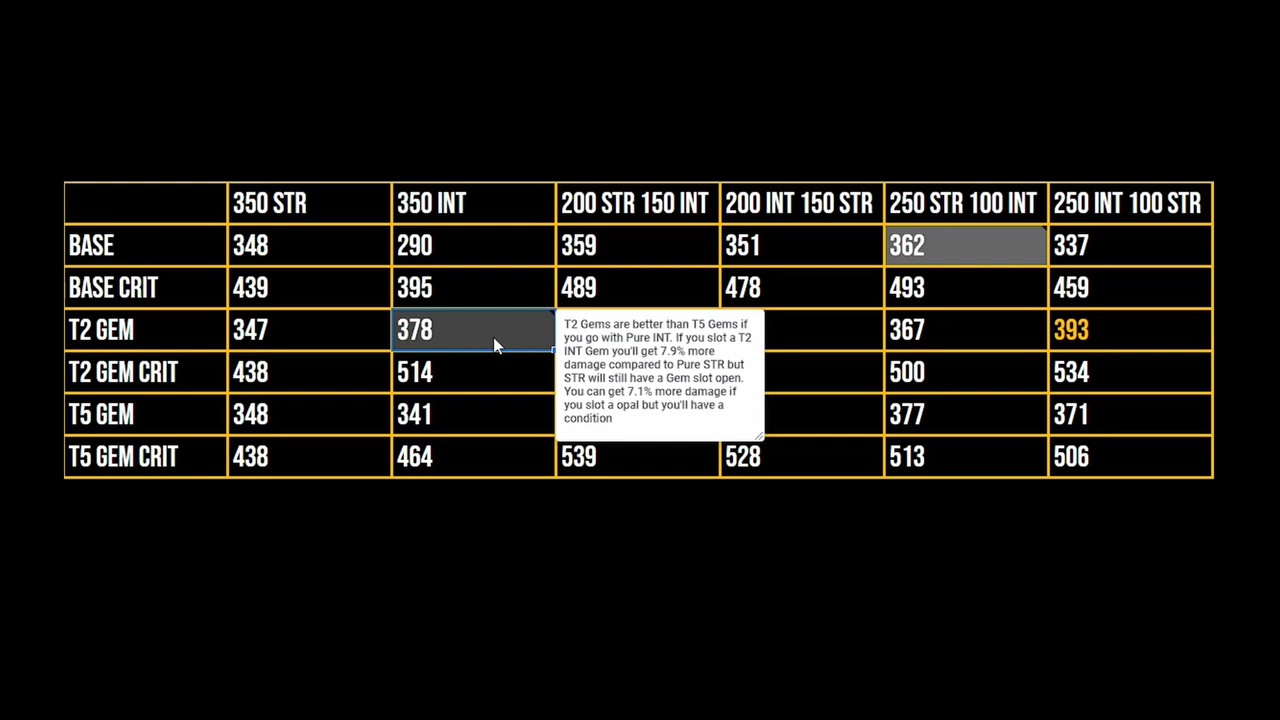 350 STR 350 INT 200 STR 150 INT 200 INT 150 STR 250 STR 100 INT 250 INT 100 STR
BASE 348 290 359 351 362 337
BASE CRIT 439 395 489 478 493 459
T2 GEM 347 378 367 393
T2 GEM CRIT 438 514 500 534
T5 GEM 348 341 377 371
T5 GEM CRIT 438 464 539 528 513 506
T2 Gems are better than T5 Gems if
you go with Pure INT. If you slot a T2
INT Gem you'll get 7.9% more
damage compared to Pure STR but
STR will still have a Gem slot open.
You can get 7.1% more damage if
you slot a opal but you'll have a
condition